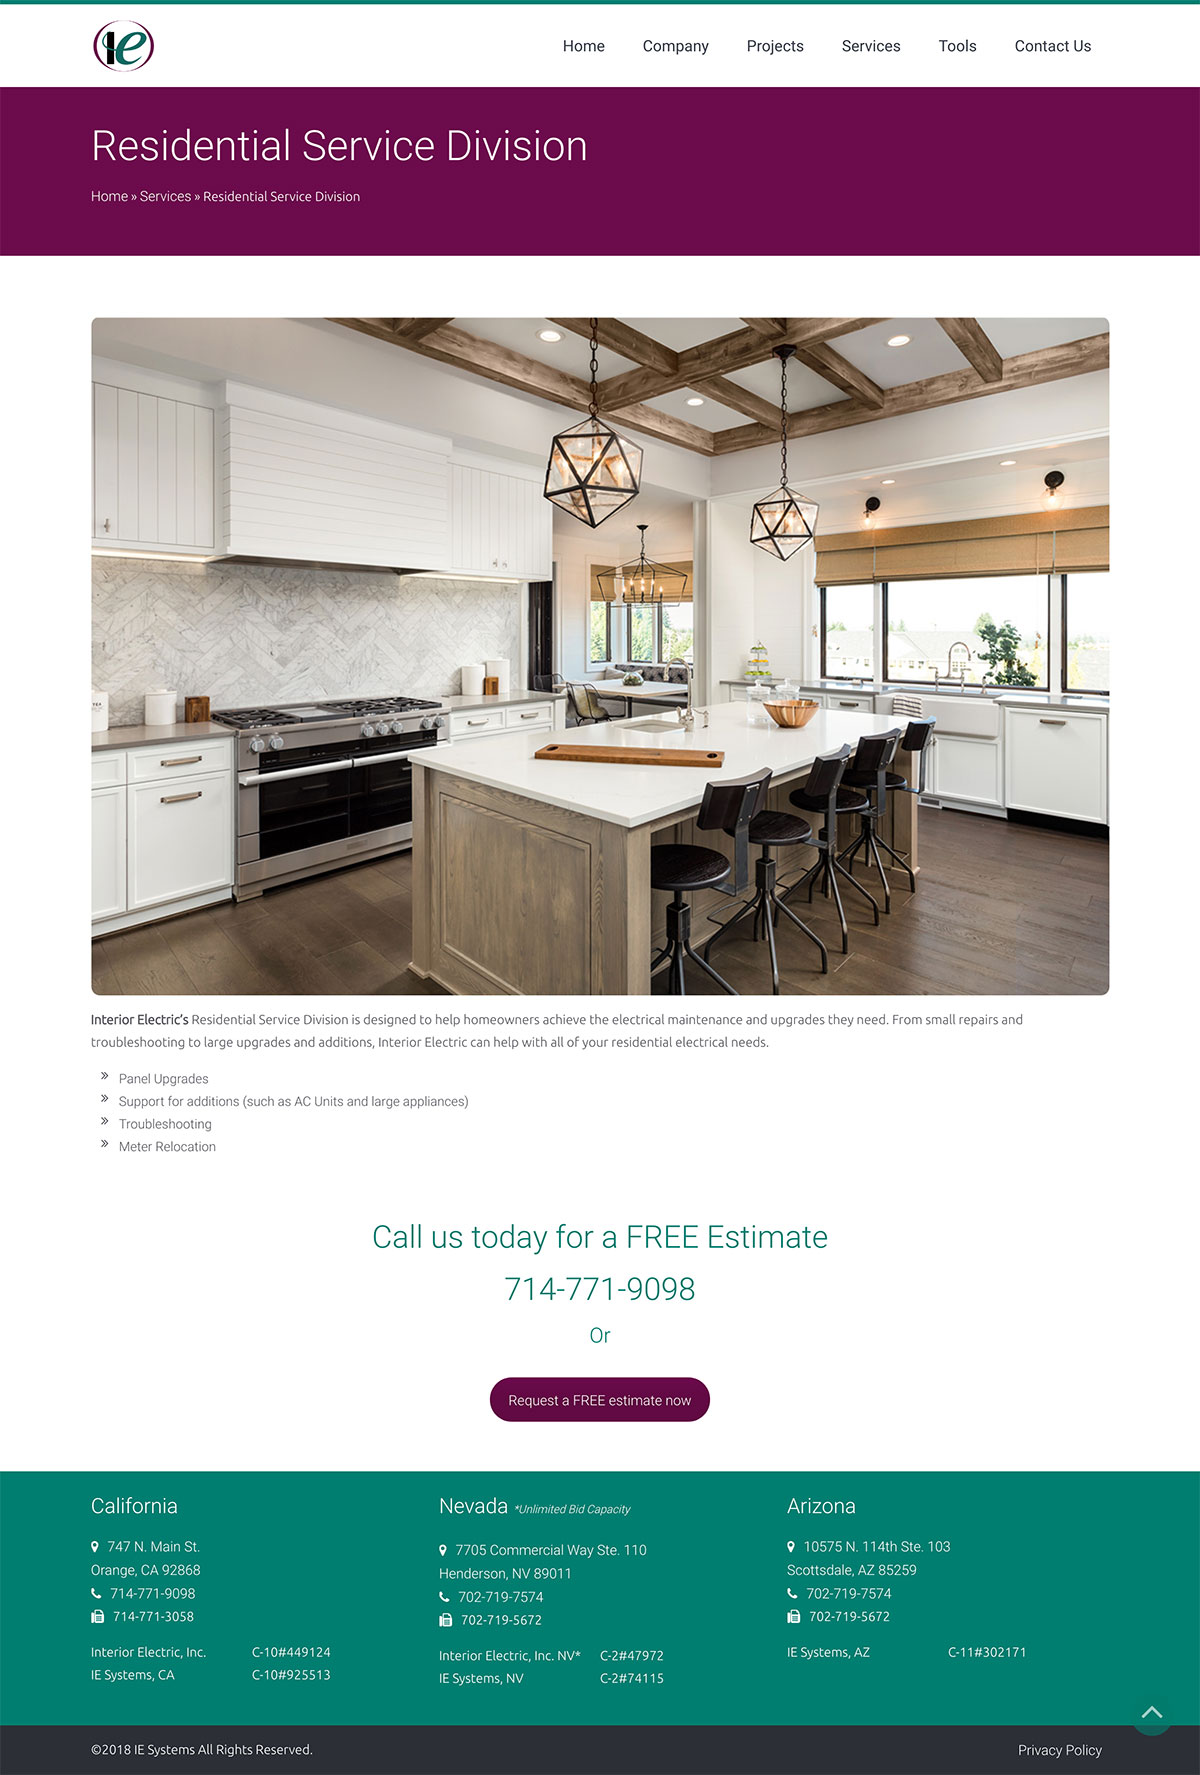 ie
Home Company Projects Services Tools Contact Us
Residential Service Division
Home » Services » Residential Service Division
Interior Electric's Residential Service Division is designed to help homeowners achieve the electrical maintenance and upgrades they need. From small repairs and
troubleshooting to large upgrades and additions, Interior Electric can help with all of your residential electrical needs.
» Panel Upgrades
» Support for additions (such as AC Units and large appliances)
» Troubleshooting
» Meter Relocation
Call us today for a FREE Estimate
714-771-9098
Or
Request a FREE estimate now
California
747 N. Main St.
Orange, CA 92868
714-771-9098
714-771-3058
Interior Electric, Inc. C-10#449124
IE Systems, CA C-10#925513
Nevada *Unlimited Bid Capacity
7705 Commercial Way Ste. 110
Henderson, NV 89011
702-719-7574
702-719-5672
Interior Electric, Inc. NV* C-2#47972
IE Systems, NV C-2#74115
Arizona
10575 N. 114th Ste. 103
Scottsdale, AZ 85259
702-719-7574
702-719-5672
IE Systems, AZ C-11#302171
©2018 IE Systems All Rights Reserved. Privacy Policy